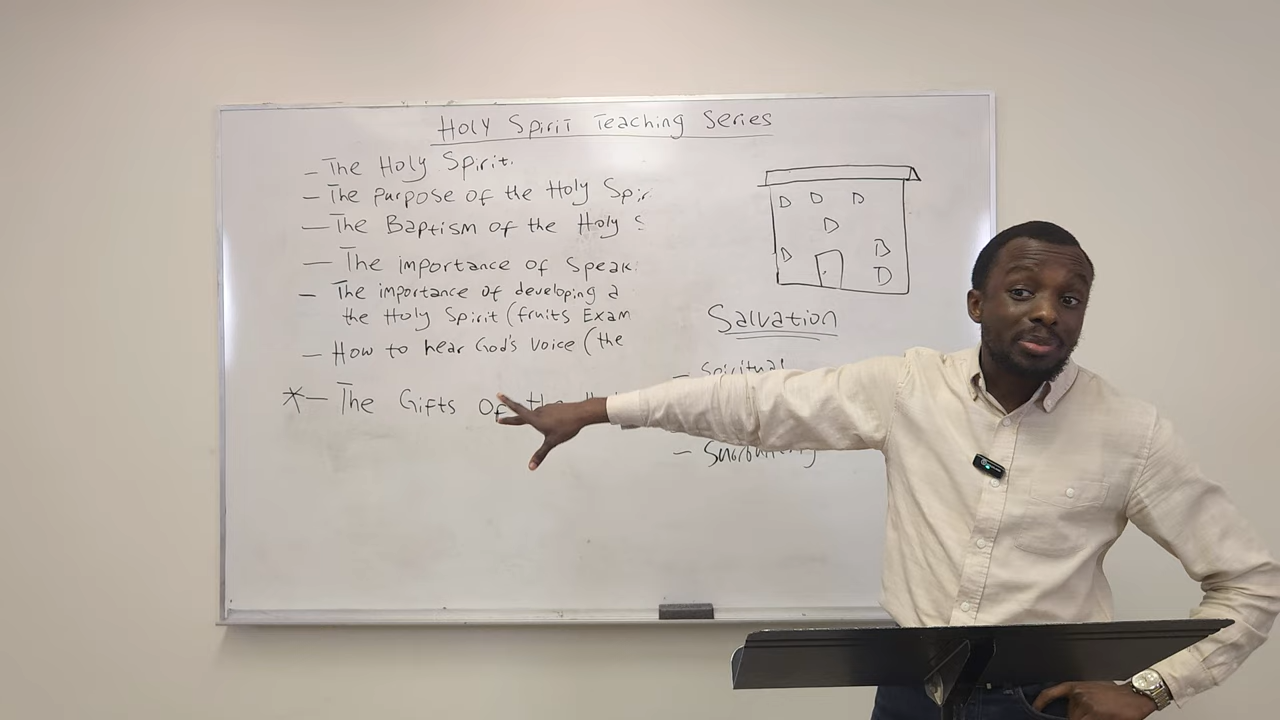 Holy Spirit Teaching Series
- The Holy Spirit.
- The purpose of the Holy Spir
- The Baptism of the Holy S
- The importance of Speak
- The importance of developing a
the Holy Spirit (fruits Exam
- How to hear God's Voice (the
*- The Gifts of the
D D D
D
D D
D
Salvation
- Spiritual
-